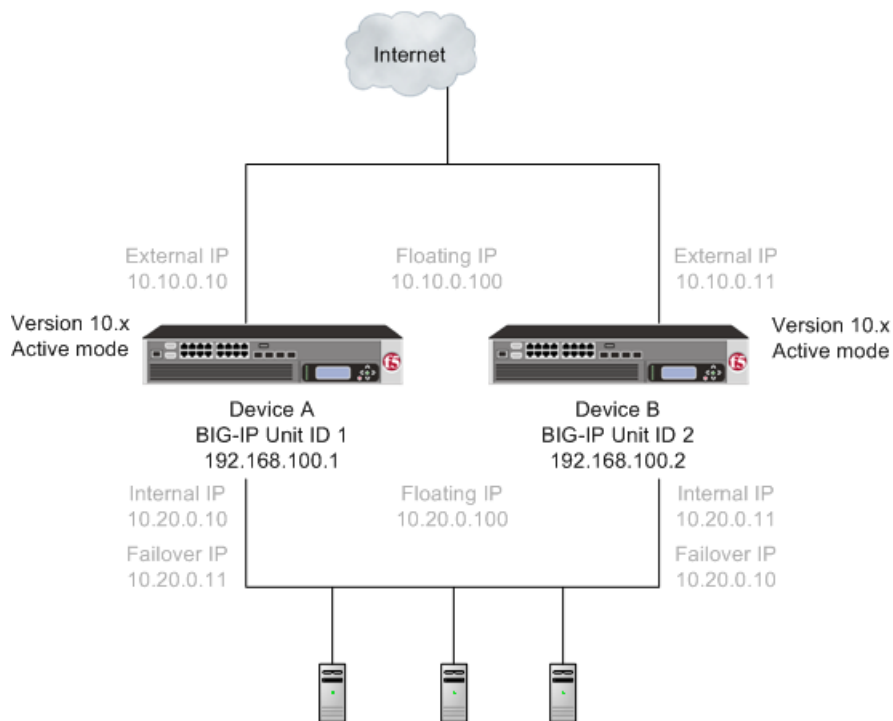 Internet
External IP
10.10.0.10
Floating IP
10.10.0.100
External IP
10.10.0.11
Version 10.x
Active mode
f5
f5
Version 10.x
Active mode
Device A
BIG-IP Unit ID 1
192.168.100.1
Device B
BIG-IP Unit ID 2
192.168.100.2
Internal IP
10.20.0.10
Floating IP
10.20.0.100
Internal IP
10.20.0.11
Failover IP
10.20.0.11
Failover IP
10.20.0.10